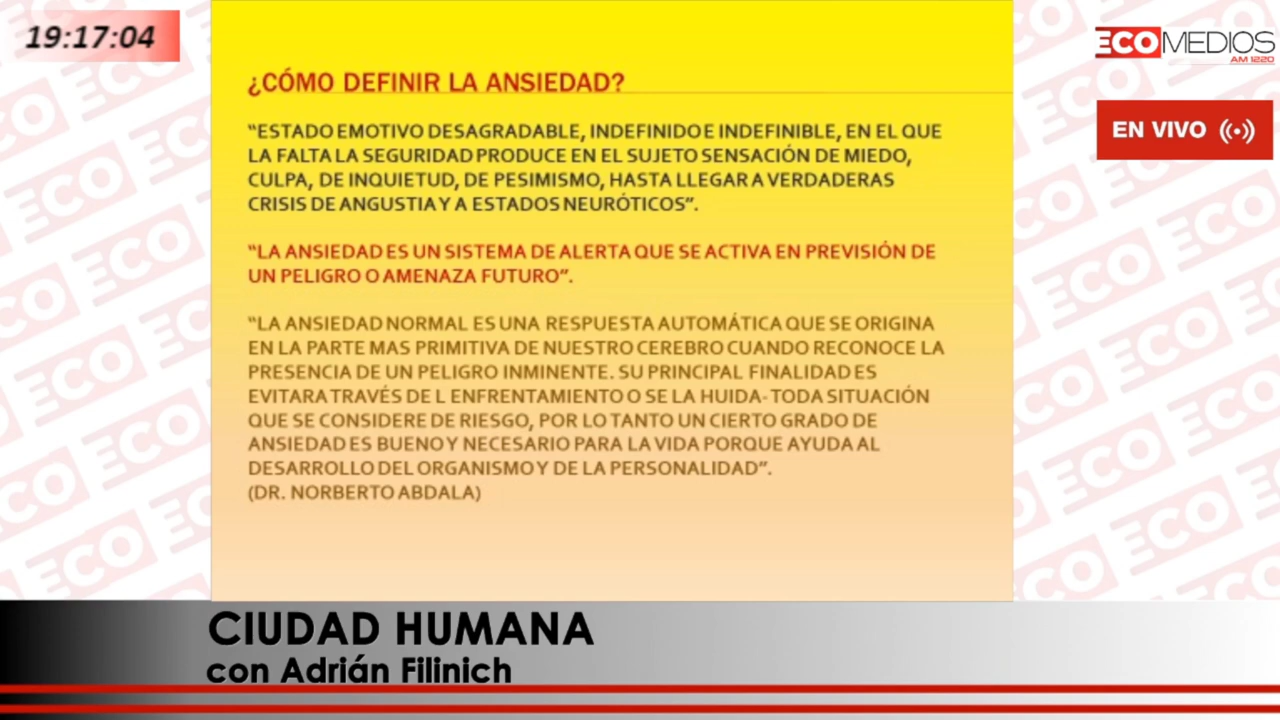 19:17:04
ECOMEDIOS
AM 1220
EN VIVO
¿CÓMO DEFINIR LA ANSIEDAD?
“ESTADO EMOTIVO DESAGRADABLE, INDEFINIDO E INDEFINIBLE, EN EL QUE
LA FALTA LA SEGURIDAD PRODUCE EN EL SUJETO SENSACIÓN DE MIEDO,
CULPA, DE INQUIETUD, DE PESIMISMO, HASTA LLEGAR A VERDADERAS
CRISIS DE ANGUSTIA Y A ESTADOS NEURÓTICOS”.
“LA ANSIEDAD ES UN SISTEMA DE ALERTA QUE SE ACTIVA EN PREVISIÓN DE
UN PELIGRO O AMENAZA FUTURO”.
“LA ANSIEDAD NORMAL ES UNA RESPUESTA AUTOMÁTICA QUE SE ORIGINA
EN LA PARTE MAS PRIMITIVA DE NUESTRO CEREBRO CUANDO RECONOCE LA
PRESENCIA DE UN PELIGRO INMINENTE. SU PRINCIPAL FINALIDAD ES
EVITAR A TRAVÉS DE L ENFRENTAMIENTO O SE LA HUIDA- TODA SITUACIÓN
QUE SE CONSIDERE DE RIESGO, POR LO TANTO UN CIERTO GRADO DE
ANSIEDAD ES BUENO Y NECESARIO PARA LA VIDA PORQUE AYUDA AL
DESARROLLO DEL ORGANISMO Y DE LA PERSONALIDAD”.
(DR. NORBERTO ABDALA)
CIUDAD HUMANA
con Adrián Filinich